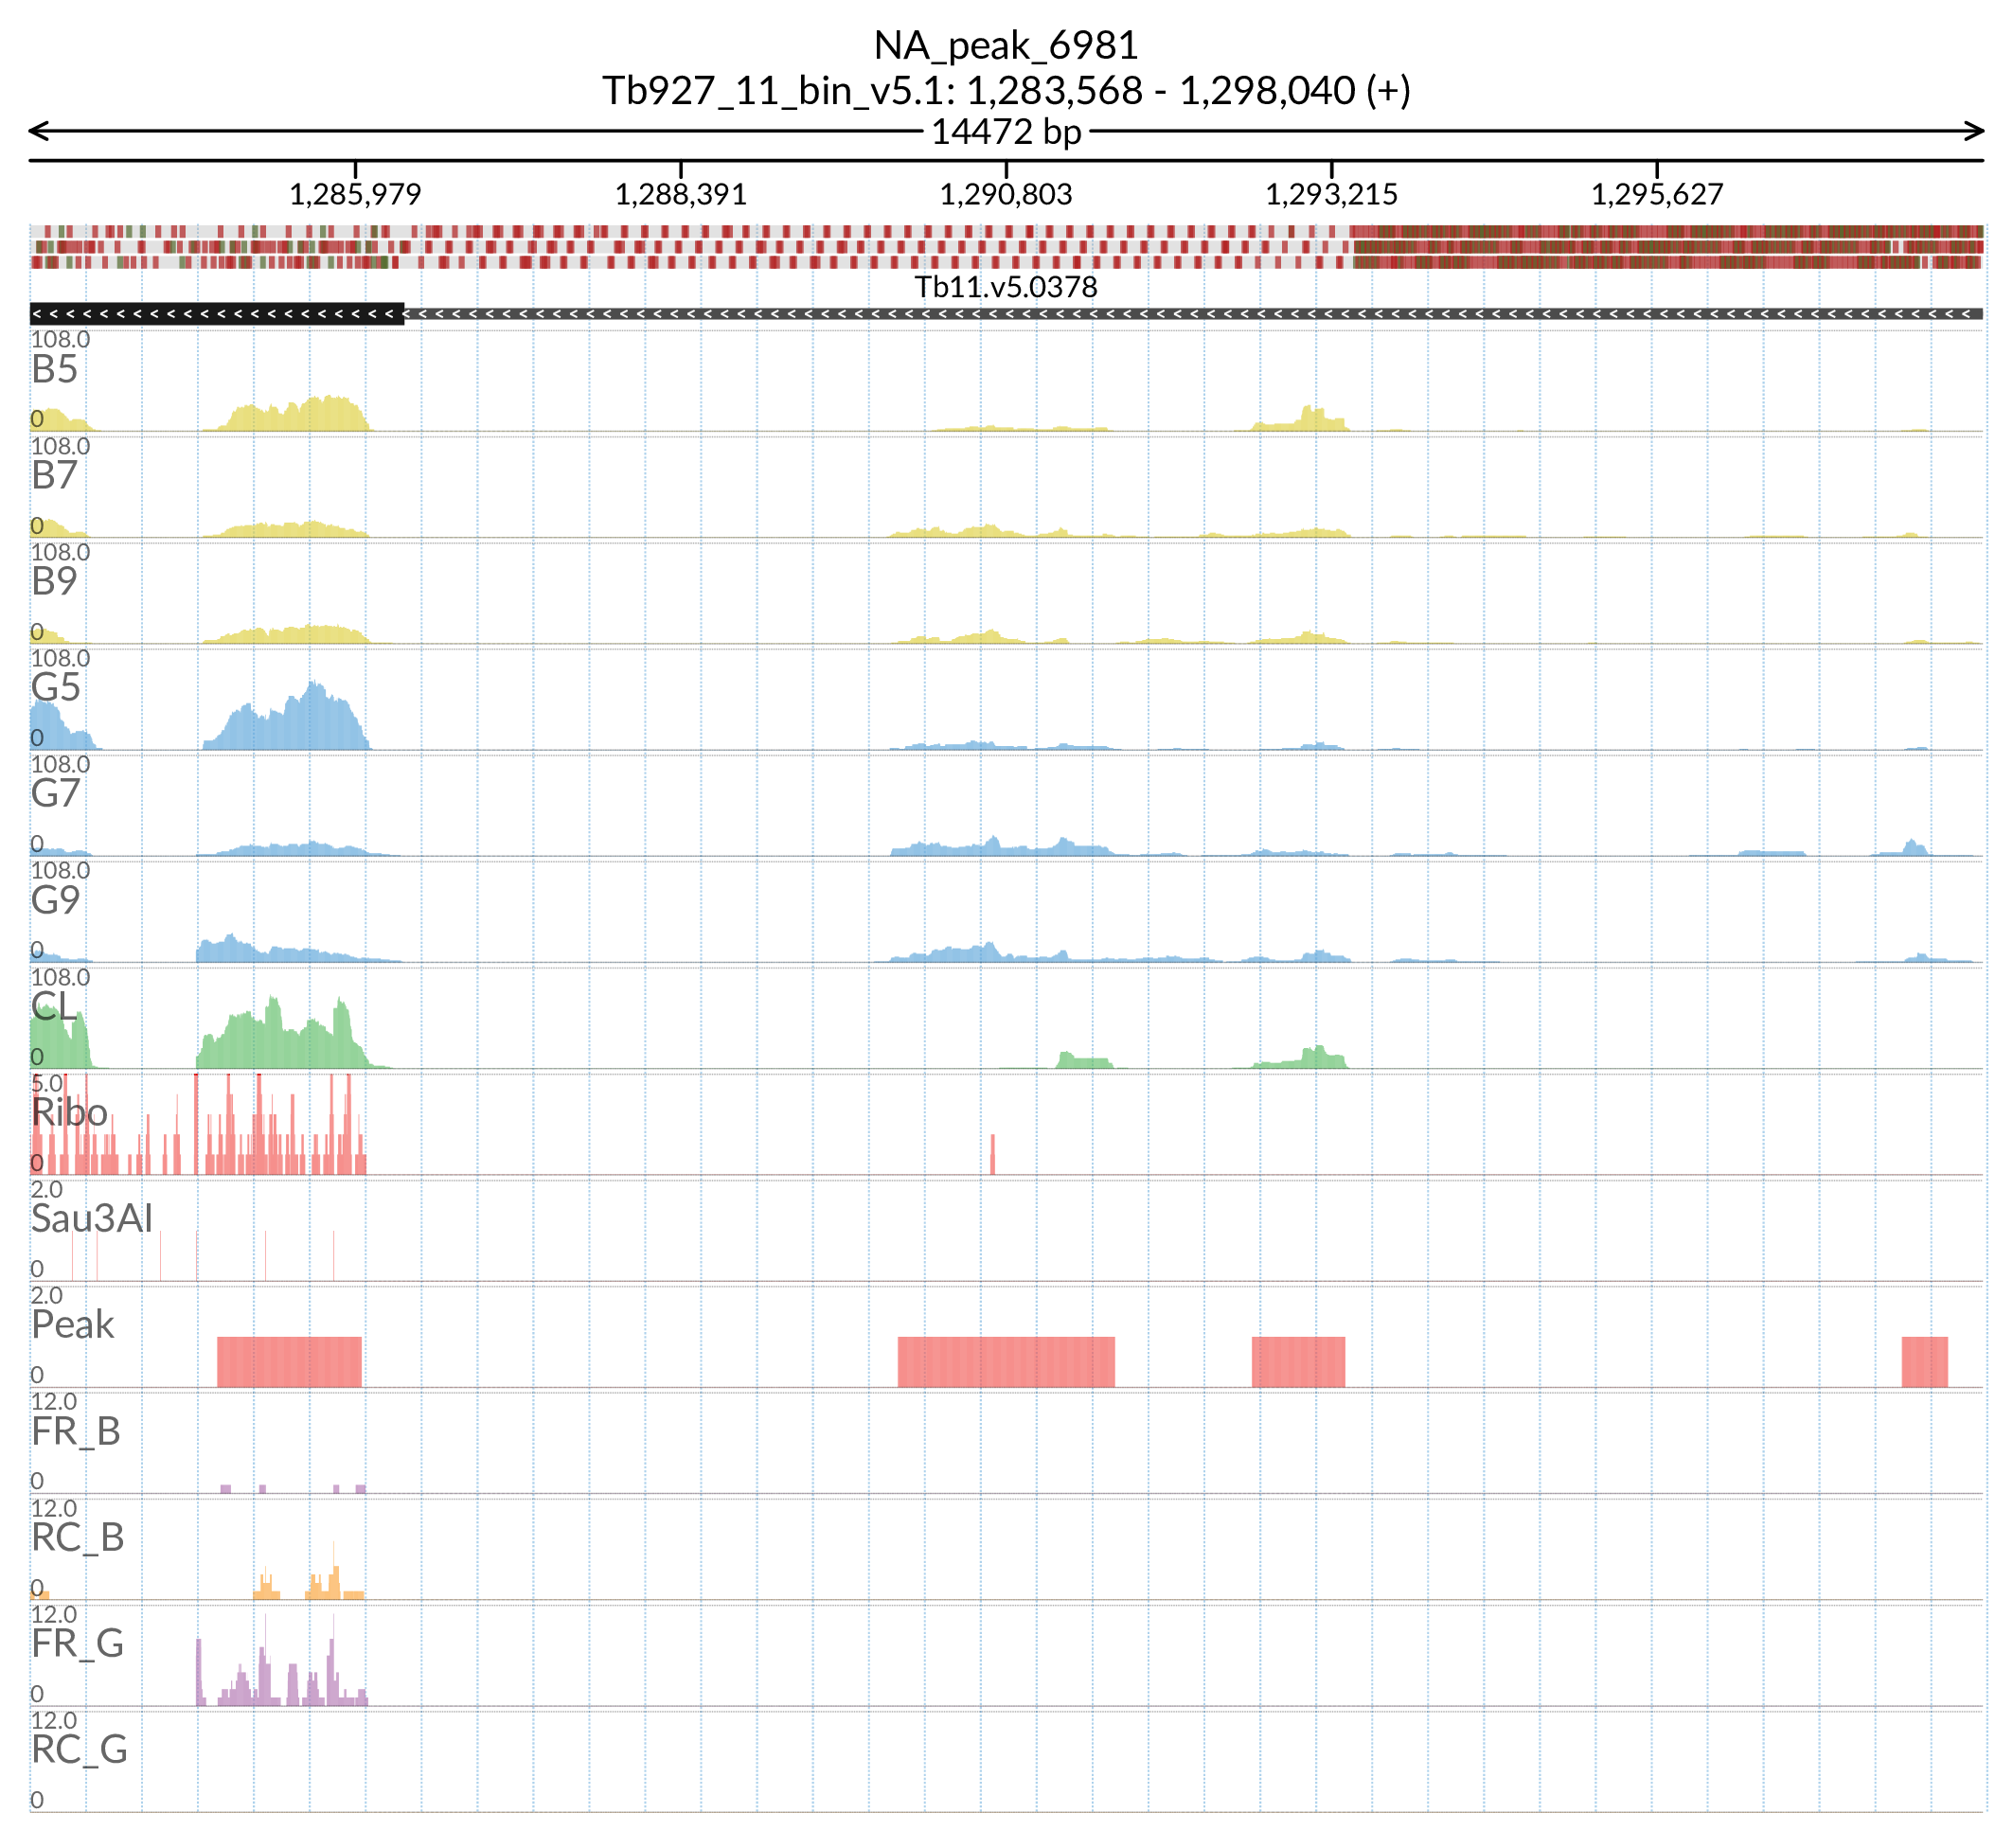 NA_peak_6981
Tb927_11_bin_v5.1: 1,283,568 - 1,298,040 (+)
14472 bp
1,285,979 1,288,391 1,290,803 1,293,215 1,295,627
Tb11.v5.0378
108.0
B5
0
108.0
B7
0
108.0
B9
0
108.0
G5
0
108.0
G7
0
108.0
G9
0
108.0
CL
0
5.0
Ribo
0
2.0
Sau3AI
0
2.0
Peak
0
12.0
FR_B
0
12.0
RC_B
0
12.0
FR_G
0
12.0
RC_G
0